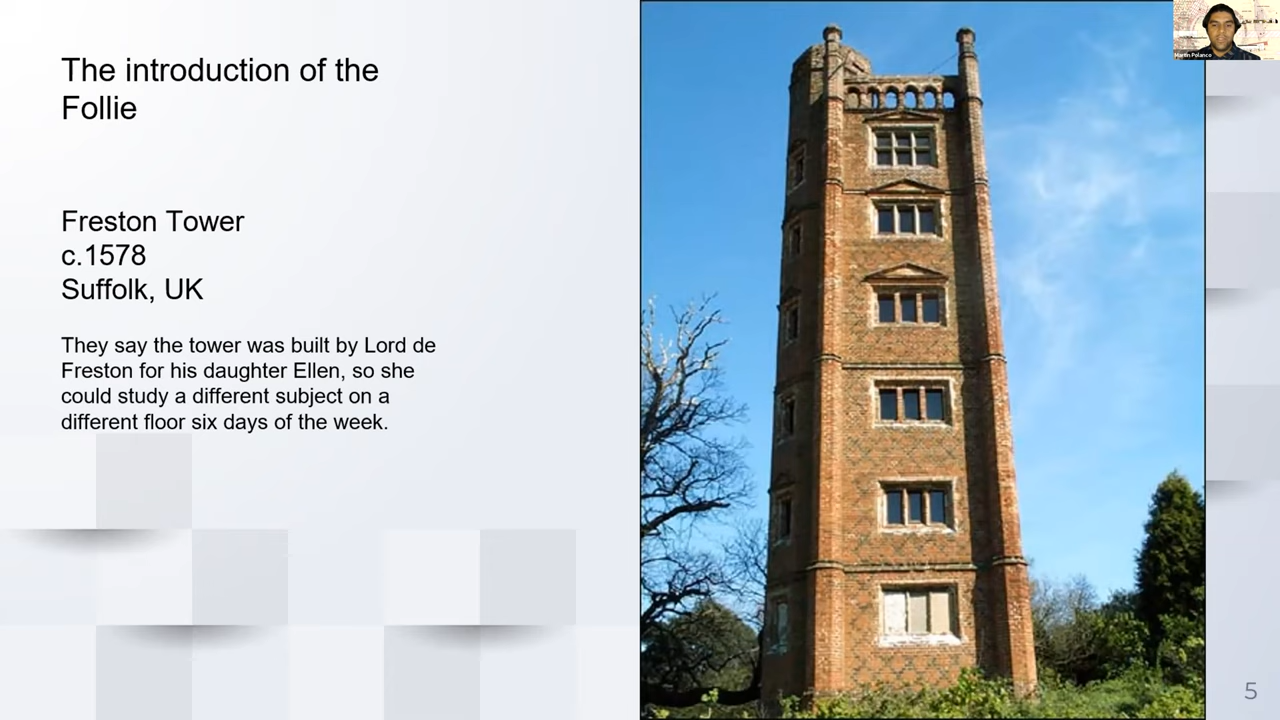 The introduction of the
Follie
Freston Tower
c.1578
Suffolk, UK
They say the tower was built by Lord de
Freston for his daughter Ellen, so she
could study a different subject on a
different floor six days of the week.
Martin Polanco
5